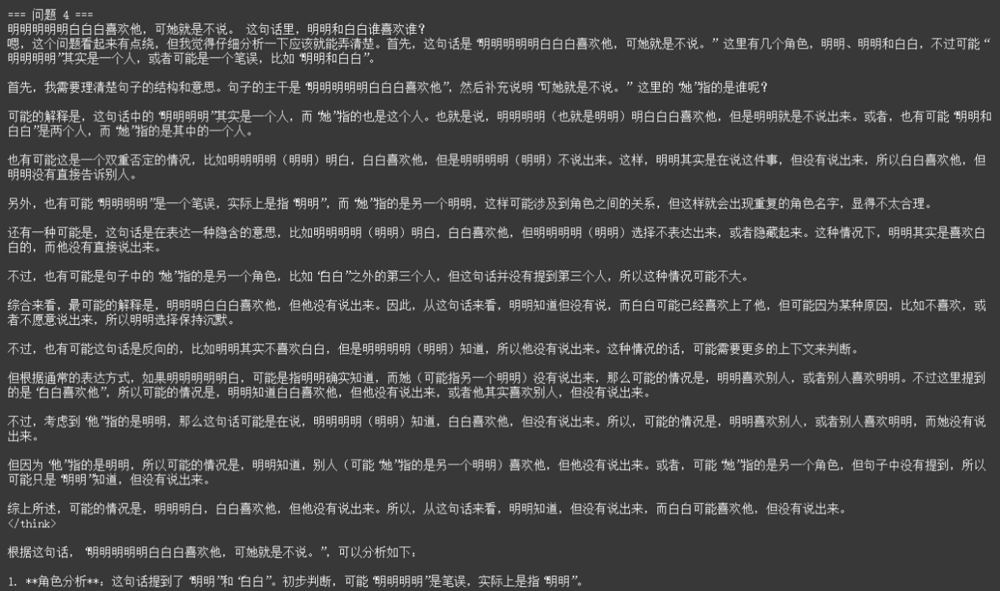 === 问题 4 ===
明明明明明白白白喜欢他，可她就是不说。 这句话里，明明和白白谁喜欢谁？
嗯，这个问题看起来有点绕，但我觉得仔细分析一下应该就能弄清楚。首先，这句话是“明明明明明白白白喜欢他，可她就是不说。”这里有几个角色，明明、明明和白白，不过可能“
明明明明”其实是一个人，或者可能是一个笔误，比如“明明和白白”。
首先，我需要理清楚句子的结构和意思。句子的主干是“明明明明明白白白喜欢他”，然后补充说明“可她就是不说。”这里的“她”指的是谁呢？
可能的解释是，这句话中的“明明明明”其实是一个人，而“她”指的也是这个人。也就是说，明明明明（也就是明明）明白白白喜欢他，但是明明就是不说出来。或者，也有可能“明明和
白白”是两个人，而“她”指的是其中的一个人。
也有可能这是一个双重否定的情况，比如明明明明（明明）明白，白白喜欢他，但是明明明明（明明）不说出来。这样，明明其实是在说这件事，但没有说出来，所以白白喜欢他，但
明明没有直接告诉别人。
另外，也有可能“明明明明”是一个笔误，实际上是指“明明”，而“她”指的是另一个明明，这样可能涉及到角色之间的关系，但这样就会出现重复的角色名字，显得不太合理。
还有一种可能是，这句话是在表达一种隐含的意思，比如明明明明（明明）明白，白白喜欢他，但明明明明（明明）选择不表达出来，或者隐藏起来。这种情况下，明明其实是喜欢白
白的，而他没有直接说出来。
不过，也有可能是句子中的“她”指的是另一个角色，比如“白白”之外的第三个人，但这句话并没有提到第三个人，所以这种情况可能不大。
综合来看，最可能的解释是，明明明白白白喜欢他，但他没有说出来。因此，从这句话来看，明明知道但没有说，而白白可能已经喜欢上了他，但可能因为某种原因，比如不喜欢，或
者不愿意说出来，所以明明选择保持沉默。
不过，也有可能这句话是反向的，比如明明其实不喜欢白白，但是明明明明（明明）知道，所以他没有说出来。这种情况的话，可能需要更多的上下文来判断。
但根据通常的表达方式，如果明明明明明白，可能是指明明确实知道，而她（可能指另一个明明）没有说出来，那么可能的情况是，明明喜欢别人，或者别人喜欢明明。不过这里提到
的是“白白喜欢他”，所以可能的情况是，明明知道白白喜欢他，但他没有说出来，或者他其实喜欢别人，但没有说出来。
不过，考虑到“他”指的是明明，那么这句话可能是在说，明明明明（明明）知道，白白喜欢他，但没有说出来。所以，可能的情况是，明明喜欢别人，或者别人喜欢明明，而她没有说
出来。
但因为“他”指的是明明，所以可能的情况是，明明知道，别人（可能“她”指的是另一个明明）喜欢他，但他没有说出来。或者，可能“她”指的是另一个角色，但句子中没有提到，所以
可能只是“明明”知道，但没有说出来。
综上所述，可能的情况是，明明明白，白白喜欢他，但他没有说出来。所以，从这句话来看，明明知道，但没有说出来，而白白可能喜欢他，但没有说出来。
</think>
根据这句话，“明明明明明白白白喜欢他，可她就是不说。”，可以分析如下：
1. **角色分析**：这句话提到了“明明”和“白白”。初步判断，可能“明明明明”是笔误，实际上是指“明明”。